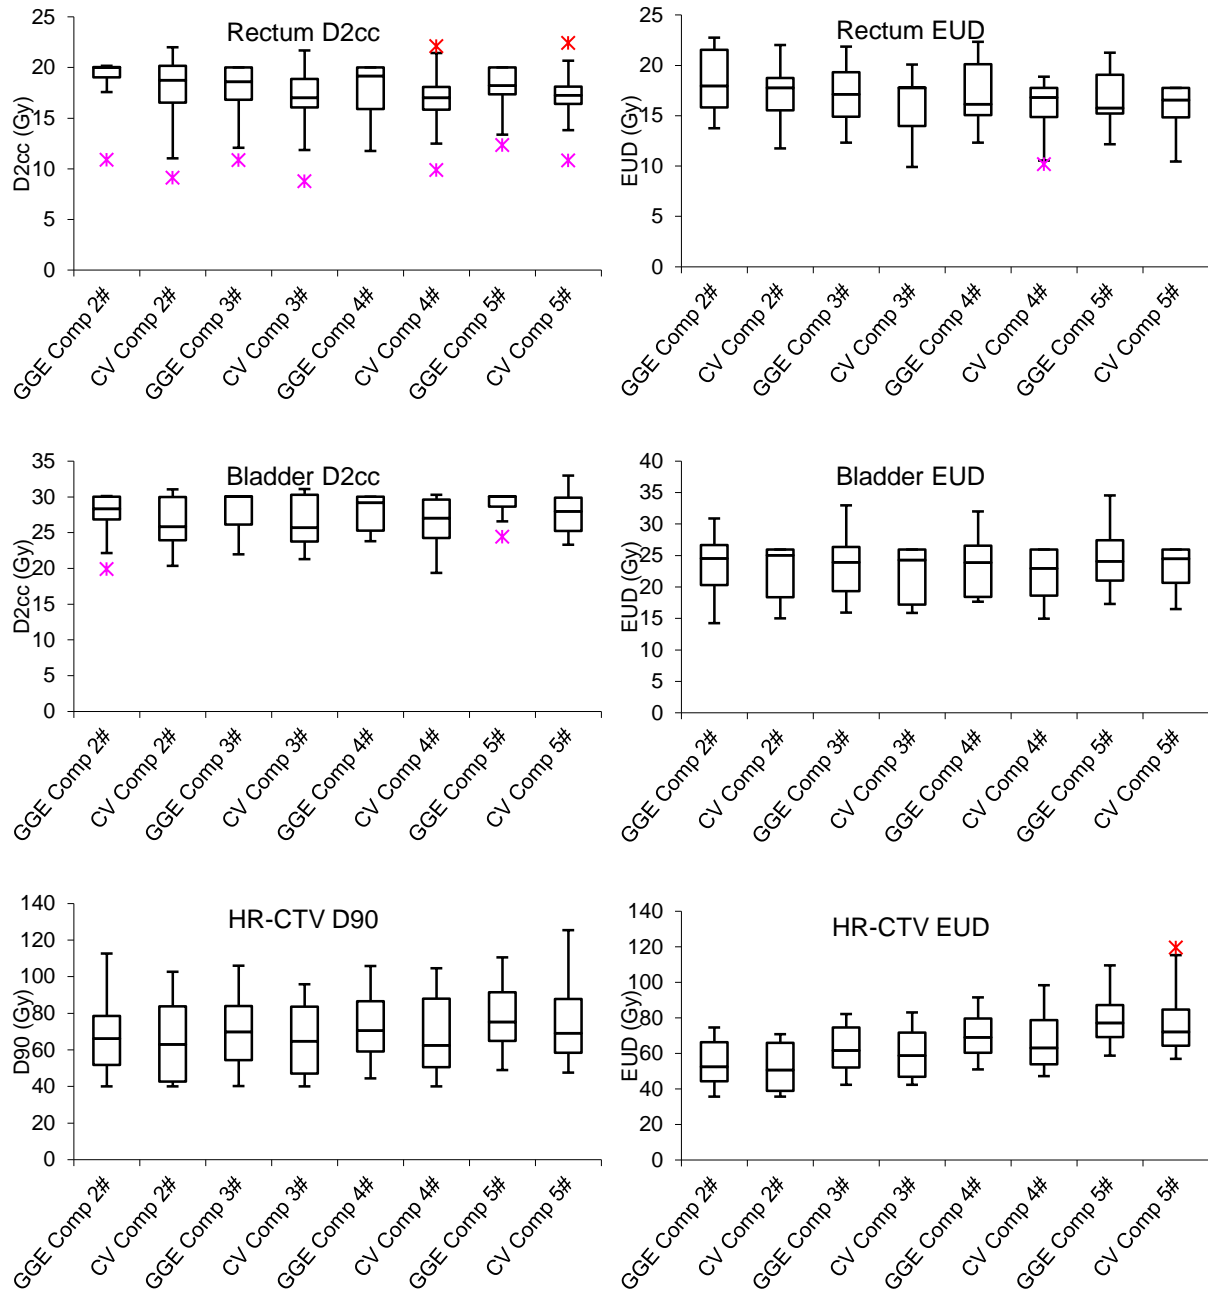 Rectum D2cc
D2cc (Gy)
25
20
15
10
5
0
GGE Comp 2#
CV Comp 2#
GGE Comp 3#
CV Comp 3#
GGE Comp 4#
CV Comp 4#
GGE Comp 5#
CV Comp 5#
Rectum EUD
EUD (Gy)
25
20
15
10
5
0
GGE Comp 2#
CV Comp 2#
GGE Comp 3#
CV Comp 3#
GGE Comp 4#
CV Comp 4#
GGE Comp 5#
CV Comp 5#
Bladder D2cc
D2cc (Gy)
35
30
25
20
15
10
5
0
GGE Comp 2#
CV Comp 2#
GGE Comp 3#
CV Comp 3#
GGE Comp 4#
CV Comp 4#
GGE Comp 5#
CV Comp 5#
Bladder EUD
EUD (Gy)
40
35
30
25
20
15
10
5
0
GGE Comp 2#
CV Comp 2#
GGE Comp 3#
CV Comp 3#
GGE Comp 4#
CV Comp 4#
GGE Comp 5#
CV Comp 5#
HR-CTV D90
D90 (Gy)
140
120
100
80
60
40
20
0
GGE Comp 2#
CV Comp 2#
GGE Comp 3#
CV Comp 3#
GGE Comp 4#
CV Comp 4#
GGE Comp 5#
CV Comp 5#
HR-CTV EUD
EUD (Gy)
140
120
100
80
60
40
20
0
GGE Comp 2#
CV Comp 2#
GGE Comp 3#
CV Comp 3#
GGE Comp 4#
CV Comp 4#
GGE Comp 5#
CV Comp 5#